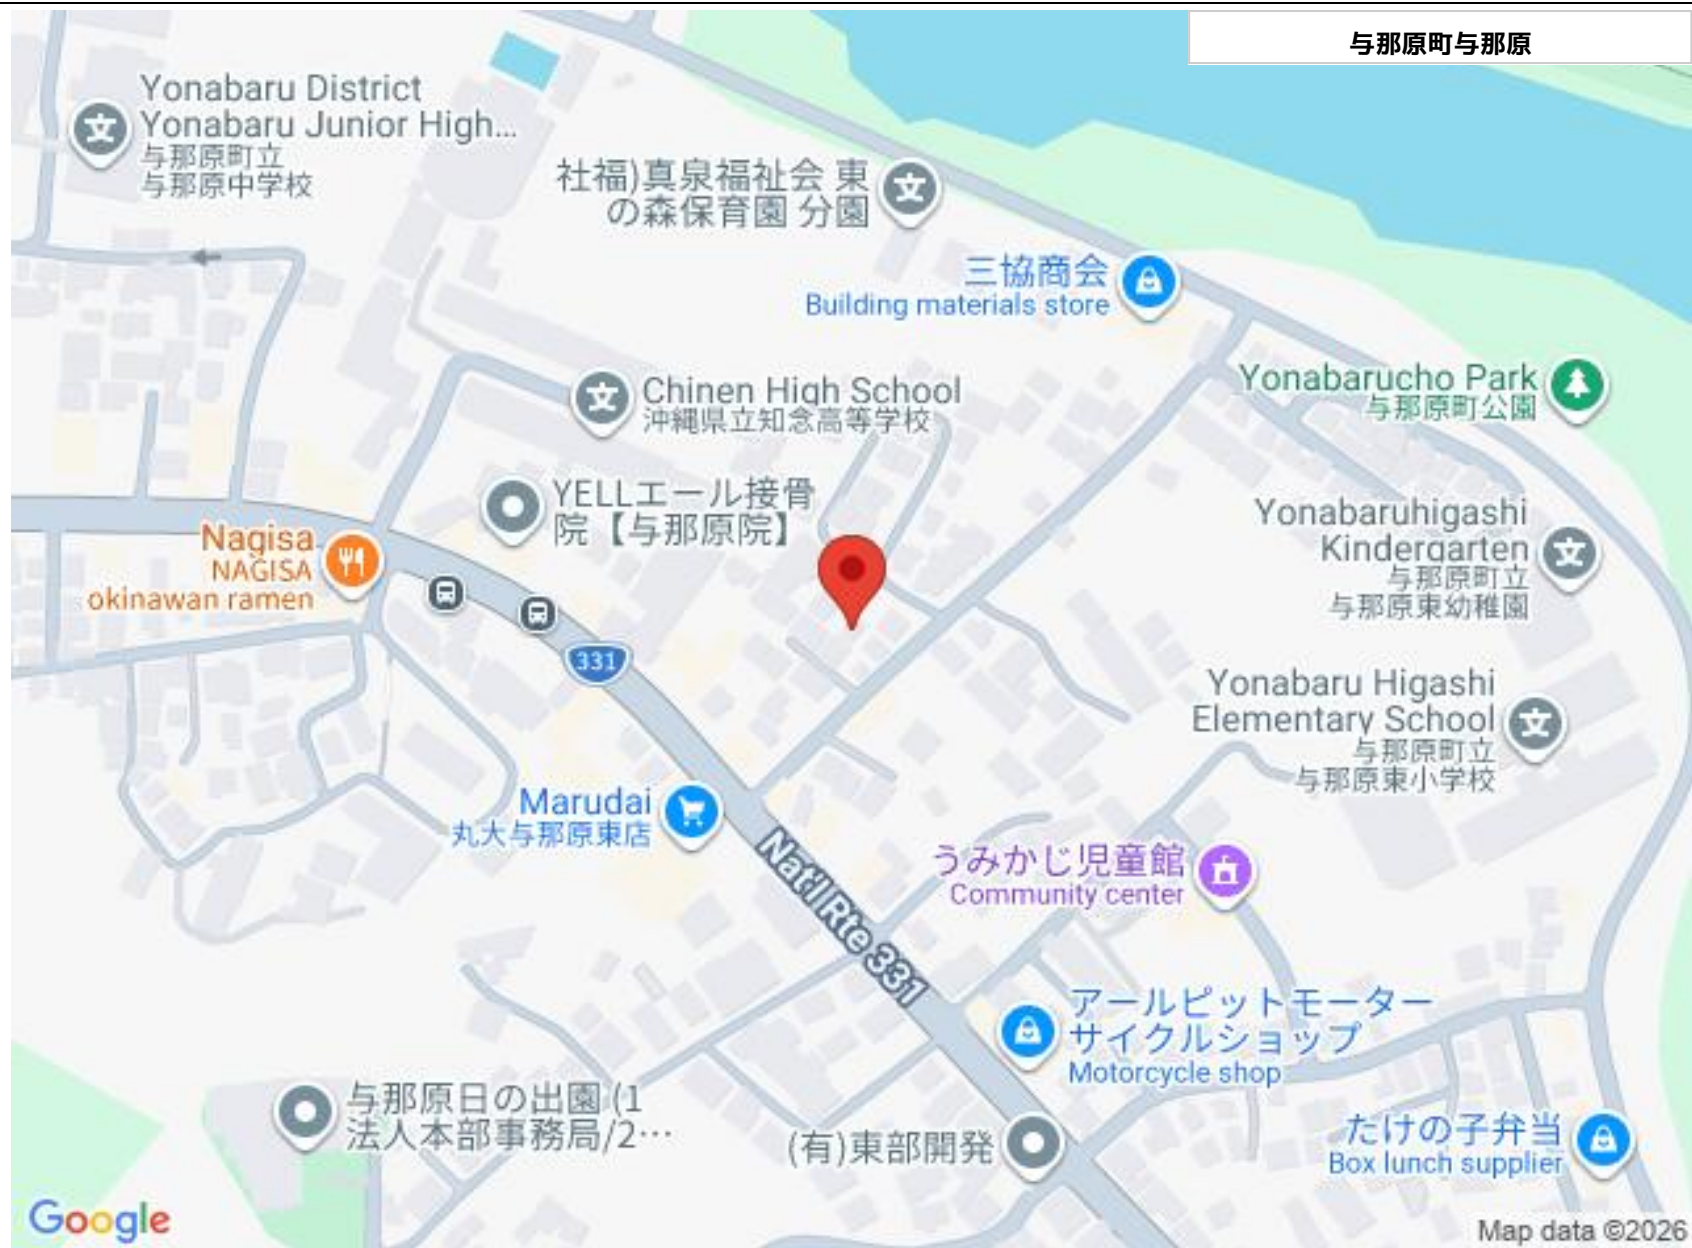 与那原町与那原
Yonabaru District
Yonabaru Junior High...
与那原町立
与那原中学校
社福)真泉福祉会 東
の森保育園 分園
三協商会
Building materials store
Chinen High School
沖縄県立知念高等学校
Yonabarucho Park
与那原町公園
YELLエール接骨
院【与那原院】
Nagisa
NAGISA
okinawan ramen
Yonabaruhigashi
Kindergarten
与那原町立
与那原東幼稚園
331
Yonabaru Higashi
Elementary School
与那原町立
与那原東小学校
Marudai
丸大与那原東店
Nat'l Rte 331
うみかじ児童館
Community center
アールピットモーター
サイクルショップ
Motorcycle shop
与那原日の出園 (1
法人本部事務局/2…
(有)東部開発
たけの子弁当
Box lunch supplier
Google
Map data ©2026